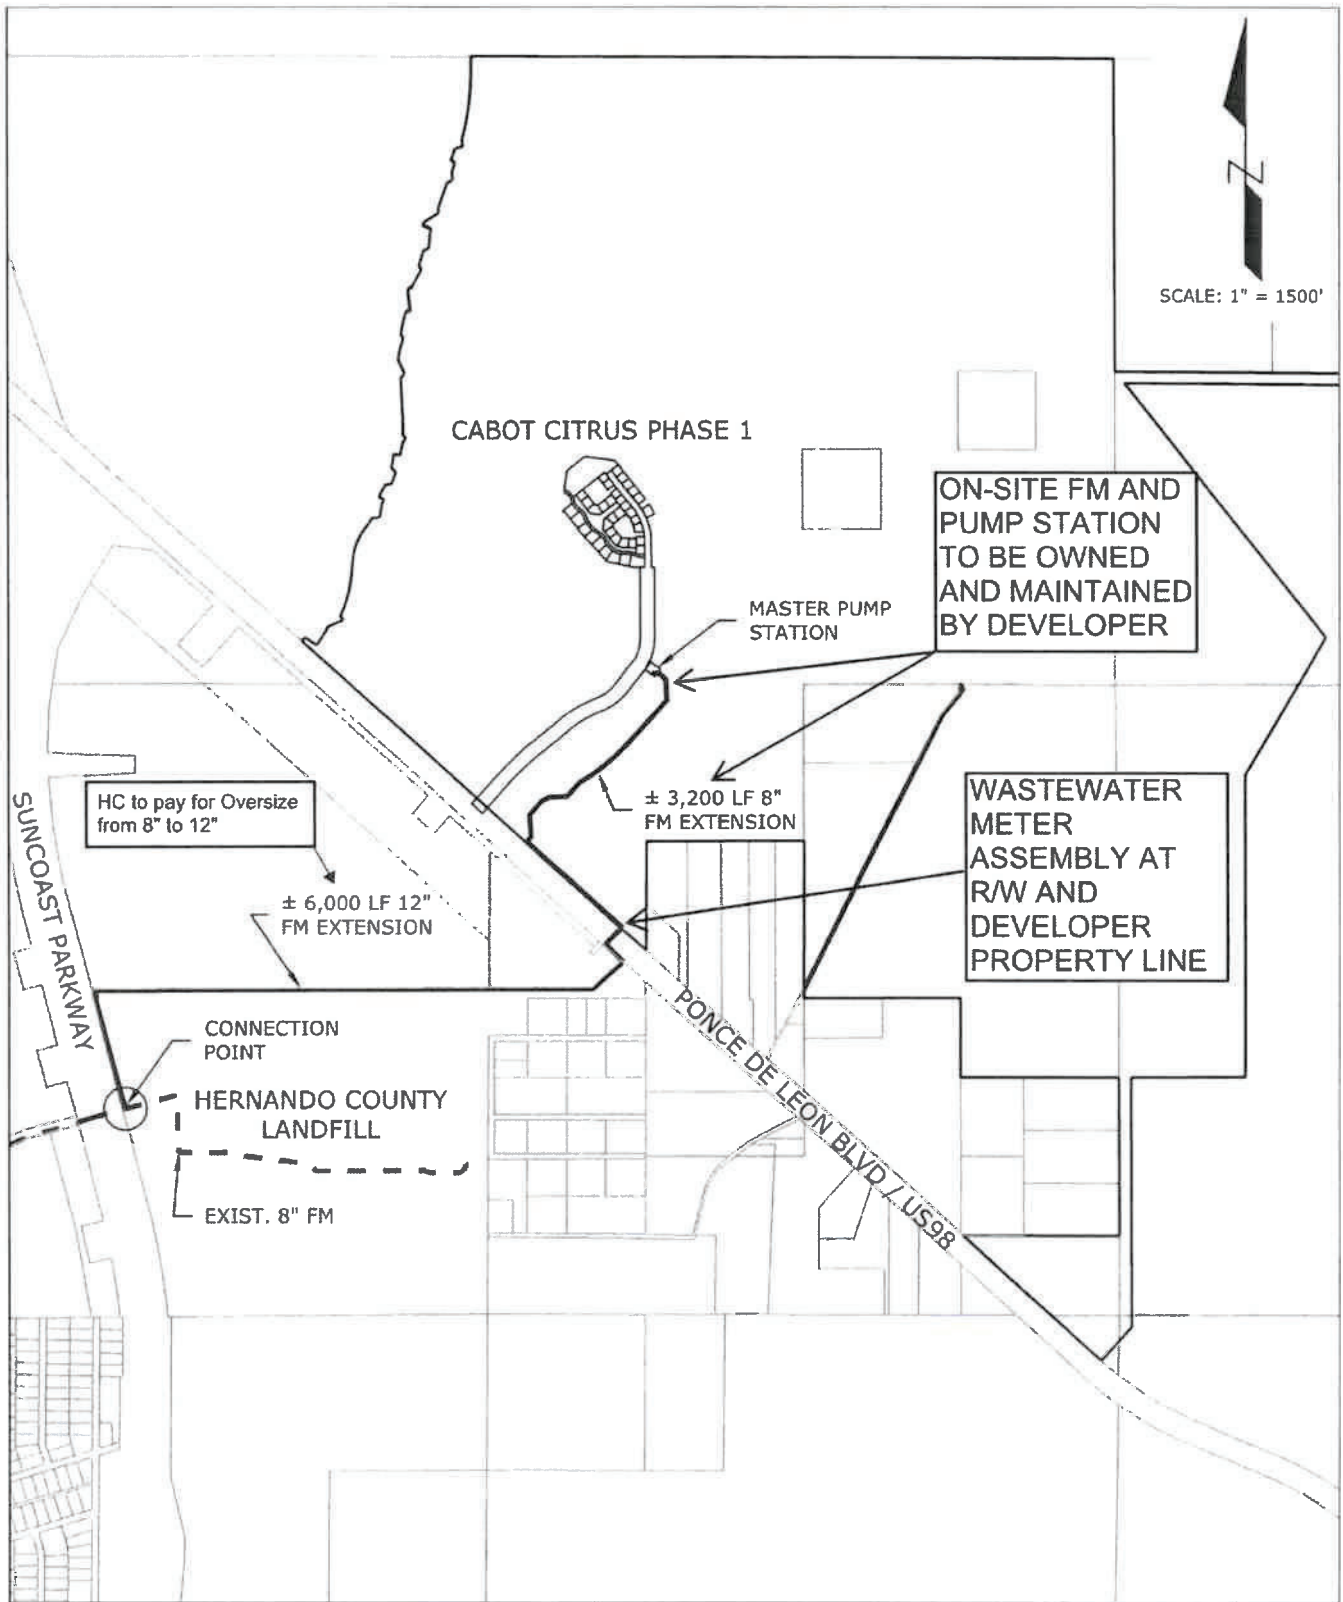 Z
SCALE: 1" = 1500'
CABOT CITRUS PHASE 1
ON-SITE FM AND
PUMP STATION
TO BE OWNED
AND MAINTAINED
BY DEVELOPER
MASTER PUMP
STATION
HC to pay for Oversize
from 8" to 12"
± 3,200 LF 8"
FM EXTENSION
WASTEWATER
METER
ASSEMBLY AT
R/W AND
DEVELOPER
PROPERTY LINE
± 6,000 LF 12"
FM EXTENSION
SUNCOAST PARKWAY
CONNECTION
POINT
PONCE DE LEON BLVD / US98
HERNANDO COUNTY
LANDFILL
EXIST. 8" FM